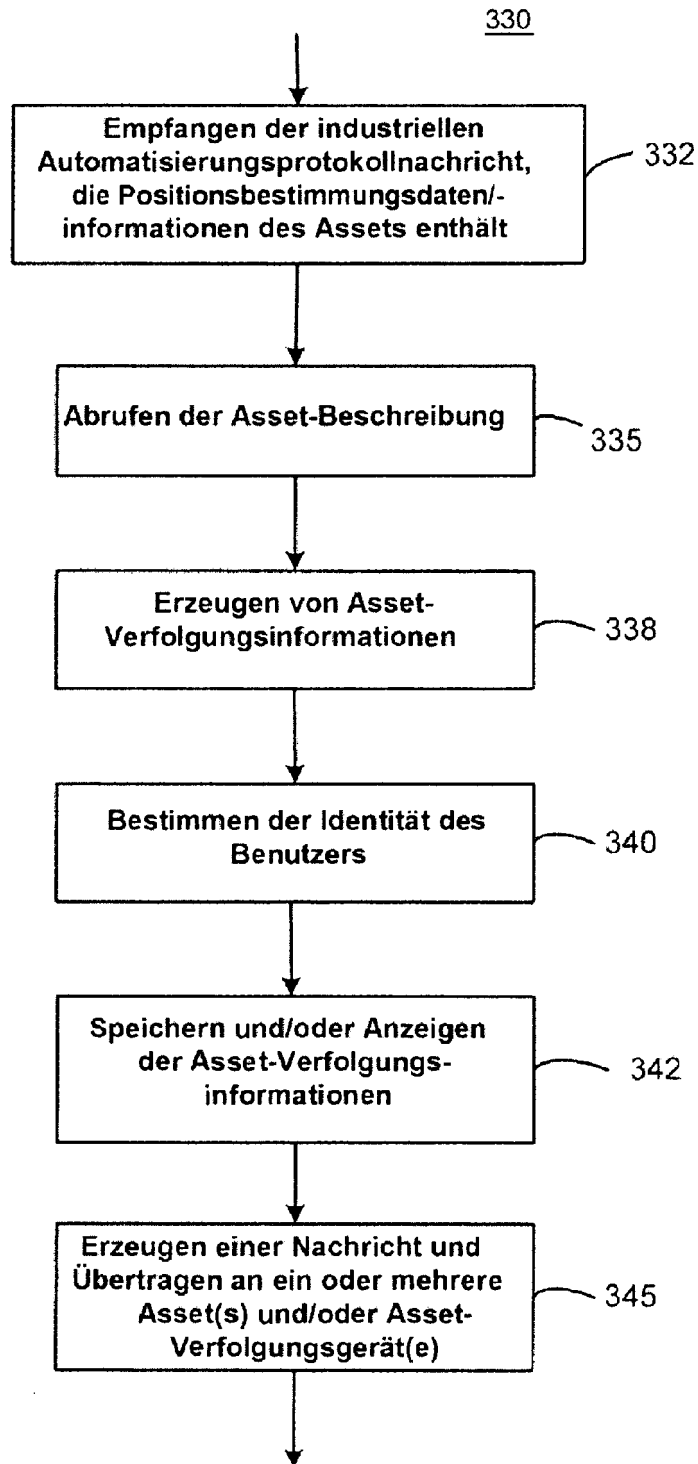 330
Empfangen der industriellen
Automatisierungsprotokollnachricht,
die Positionsbestimmungsdaten/-
informationen des Assets enthält
332
Abrufen der Asset-Beschreibung
335
Erzeugen von Asset-
Verfolgungsinformationen
338
Bestimmen der Identität des
Benutzers
340
Speichern und/oder Anzeigen
der Asset-Verfolgungs-
informationen
342
Erzeugen einer Nachricht und
Übertragen an ein oder mehrere
Asset(s) und/oder Asset-
Verfolgungsgerät(e)
345